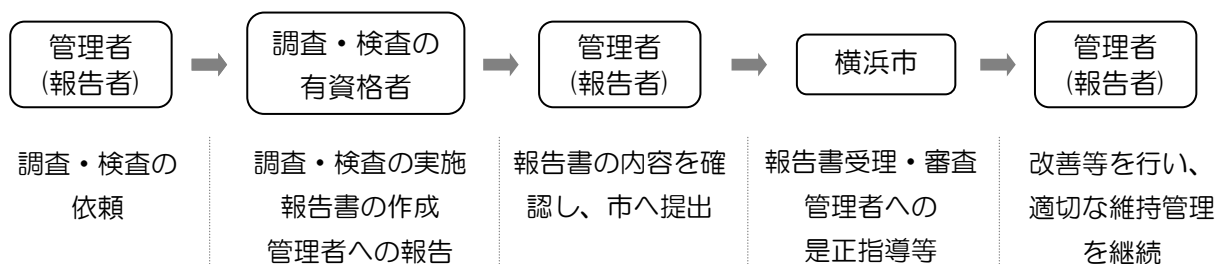 管理者
(報告者)
調査・検査の
有資格者
管理者
(報告者)
横浜市
管理者
(報告者)
調査・検査の
依頼
調査・検査の実施
報告書の作成
管理者への報告
報告書の内容を確
認し、市へ提出
報告書受理・審査
管理者への
是正指導等
改善等を行い、
適切な維持管理
を継続